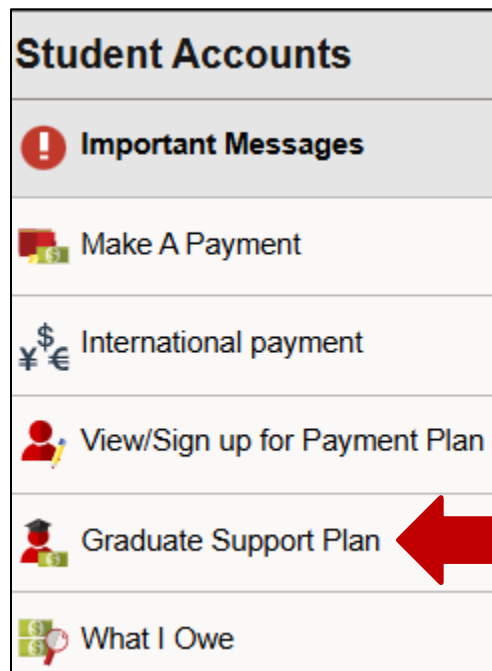 Student Accounts
Important Messages
Make A Payment
$
¥ €
International payment
View/Sign up for Payment Plan
Graduate Support Plan
What I Owe